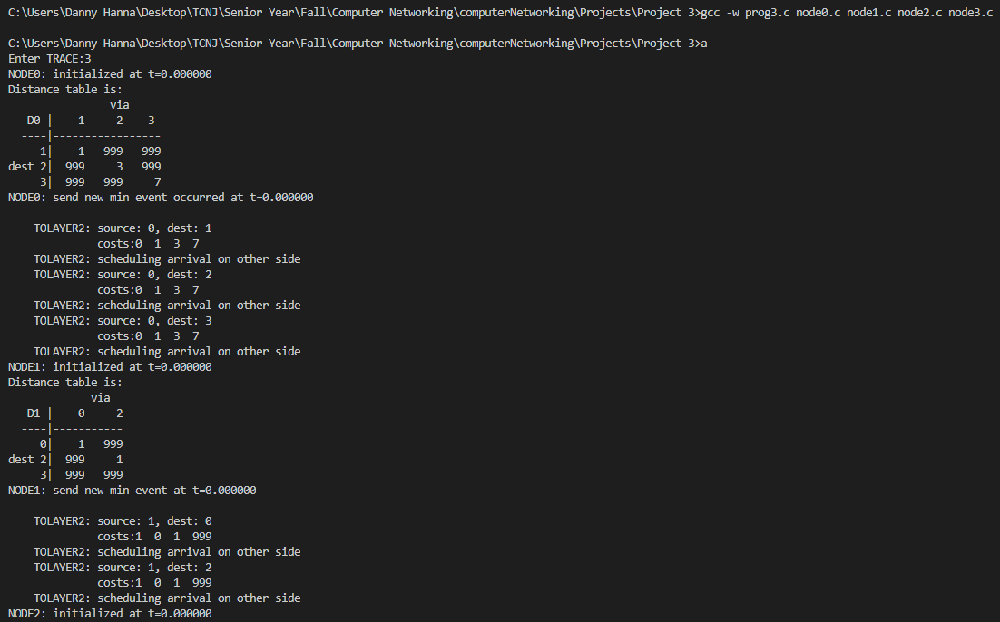 C:\Users\Danny Hanna\Desktop\TCNJ\Senior Year\Fall\Computer Networking\computerNetworking\Projects\Project 3>gcc -w prog3.c node0.c node1.c node2.c node3.c
C:\Users\Danny Hanna\Desktop\TCNJ\Senior Year\Fall\Computer Networking\computerNetworking\Projects\Project 3>a
Enter TRACE:3
NODE0: initialized at t=0.000000
Distance table is:
                via
   D0 |    1     2    3
  ----|-----------------
     1|    1   999   999
dest 2|  999     3   999
     3|  999   999     7
NODE0: send new min event occurred at t=0.000000
    TOLAYER2: source: 0, dest: 1
              costs:0  1  3  7
    TOLAYER2: scheduling arrival on other side
    TOLAYER2: source: 0, dest: 2
              costs:0  1  3  7
    TOLAYER2: scheduling arrival on other side
    TOLAYER2: source: 0, dest: 3
              costs:0  1  3  7
    TOLAYER2: scheduling arrival on other side
NODE1: initialized at t=0.000000
Distance table is:
             via
   D1 |    0     2
  ----|-----------
     0|    1   999
dest 2|  999     1
     3|  999   999
NODE1: send new min event at t=0.000000
    TOLAYER2: source: 1, dest: 0
              costs:1  0  1  999
    TOLAYER2: scheduling arrival on other side
    TOLAYER2: source: 1, dest: 2
              costs:1  0  1  999
    TOLAYER2: scheduling arrival on other side
NODE2: initialized at t=0.000000